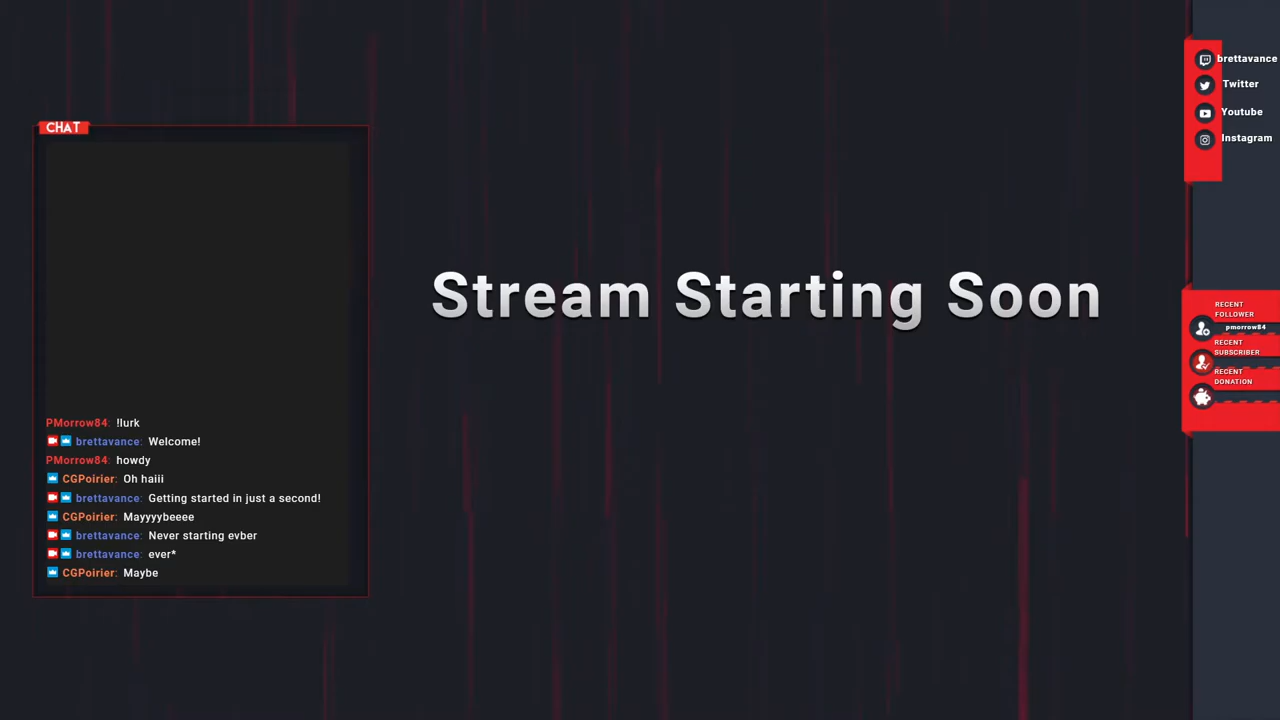 CHAT
PMorrow84: !lurk
brettavance: Welcome!
PMorrow84: howdy
CGPoirier: Oh haiii
brettavance: Getting started in just a second!
CGPoirier: Mayyyybeeee
brettavance: Never starting evber
brettavance: ever*
CGPoirier: Maybe
Stream Starting Soon
brettavance
Twitter
Youtube
Instagram
RECENT
FOLLOWER
pmorrow84
RECENT
SUBSCRIBER
RECENT
DONATION